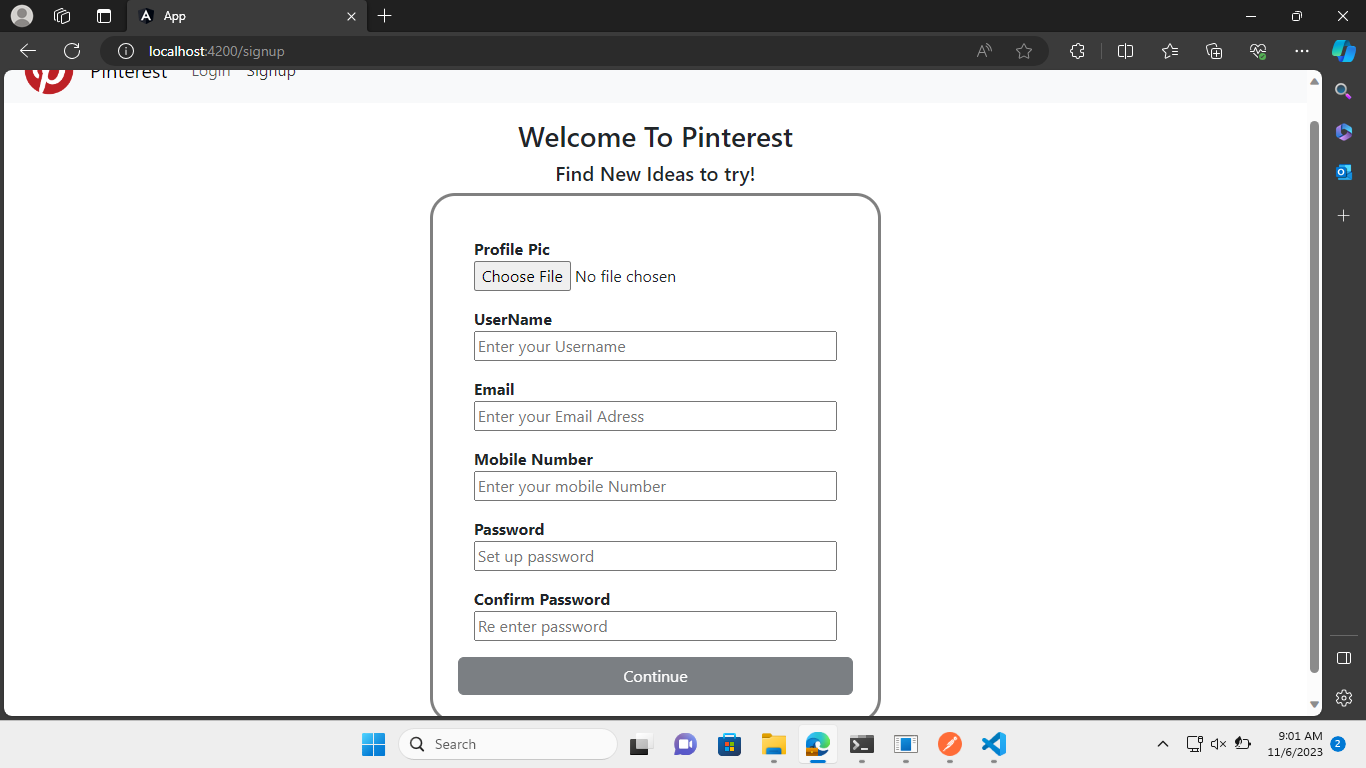 App
localhost:4200/signup
Pinterest Login Signup
Welcome To Pinterest
Find New Ideas to try!
Profile Pic
Choose File No file chosen
UserName
Enter your Username
Email
Enter your Email Adress
Mobile Number
Enter your mobile Number
Password
Set up password
Confirm Password
Re enter password
Continue
Search
9:01 AM
11/6/2023
2